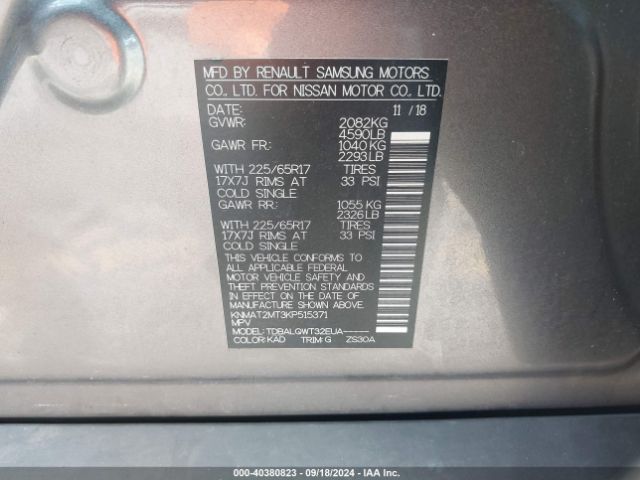 MFD BY RENAULT SAMSUNG MOTORS
CO., LTD. FOR NISSAN MOTOR CO., LTD.
DATE: 11 / 18
GVWR: 2082KG
4590LB
GAWR FR: 1040 KG
2293LB
WITH 225/65R17 TIRES
17X7J RIMS AT 33 PSI
COLD SINGLE
GAWR RR: 1055 KG
2326LB
WITH 225/65R17 TIRES
17X7J RIMS AT 33 PSI
COLD SINGLE
THIS VEHICLE CONFORMS TO
ALL APPLICABLE FEDERAL
MOTOR VEHICLE SAFETY AND
THEFT PREVENTION STANDARDS
IN EFFECT ON THE DATE OF
MANUFACTURE SHOWN ABOVE.
KNMAT2MT3KP515371
MPV
MODEL: TDBALGWT32EUA-----
COLOR: KAD TRIM: G ZS30A
000-40380823 - 09/18/2024 - IAA Inc.